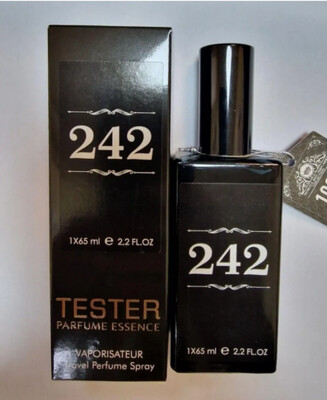 242
1X65 ml e 2.2 FL.OZ
TESTER
PARFUME ESSENCE
VAPORISATEUR
Travel Perfume Spray
242
1X65 ml e 2.2 FL.OZ